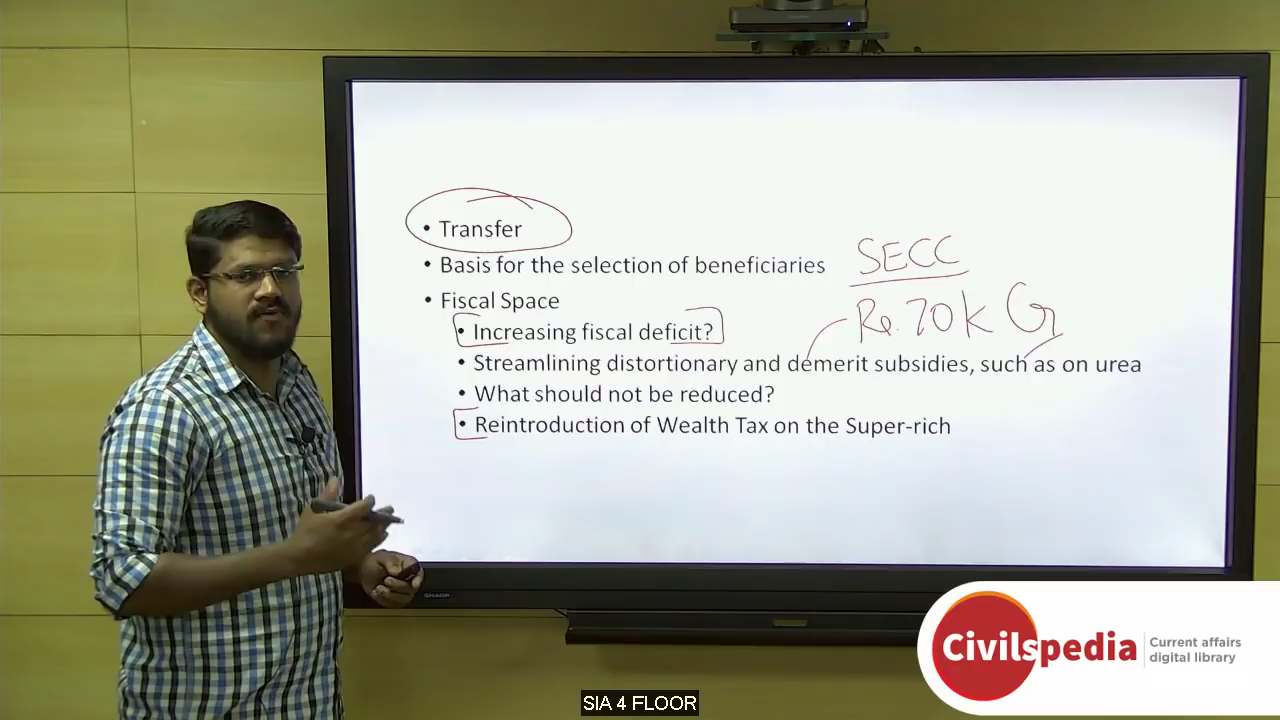 • Transfer
• Basis for the selection of beneficiaries
SECC
• Fiscal Space
Rs. 70k Cr
• Increasing fiscal deficit?
• Streamlining distortionary and demerit subsidies, such as on urea
• What should not be reduced?
• Reintroduction of Wealth Tax on the Super-rich
SHARP
Civilspedia
Current affairs
digital library
SIA 4 FLOOR